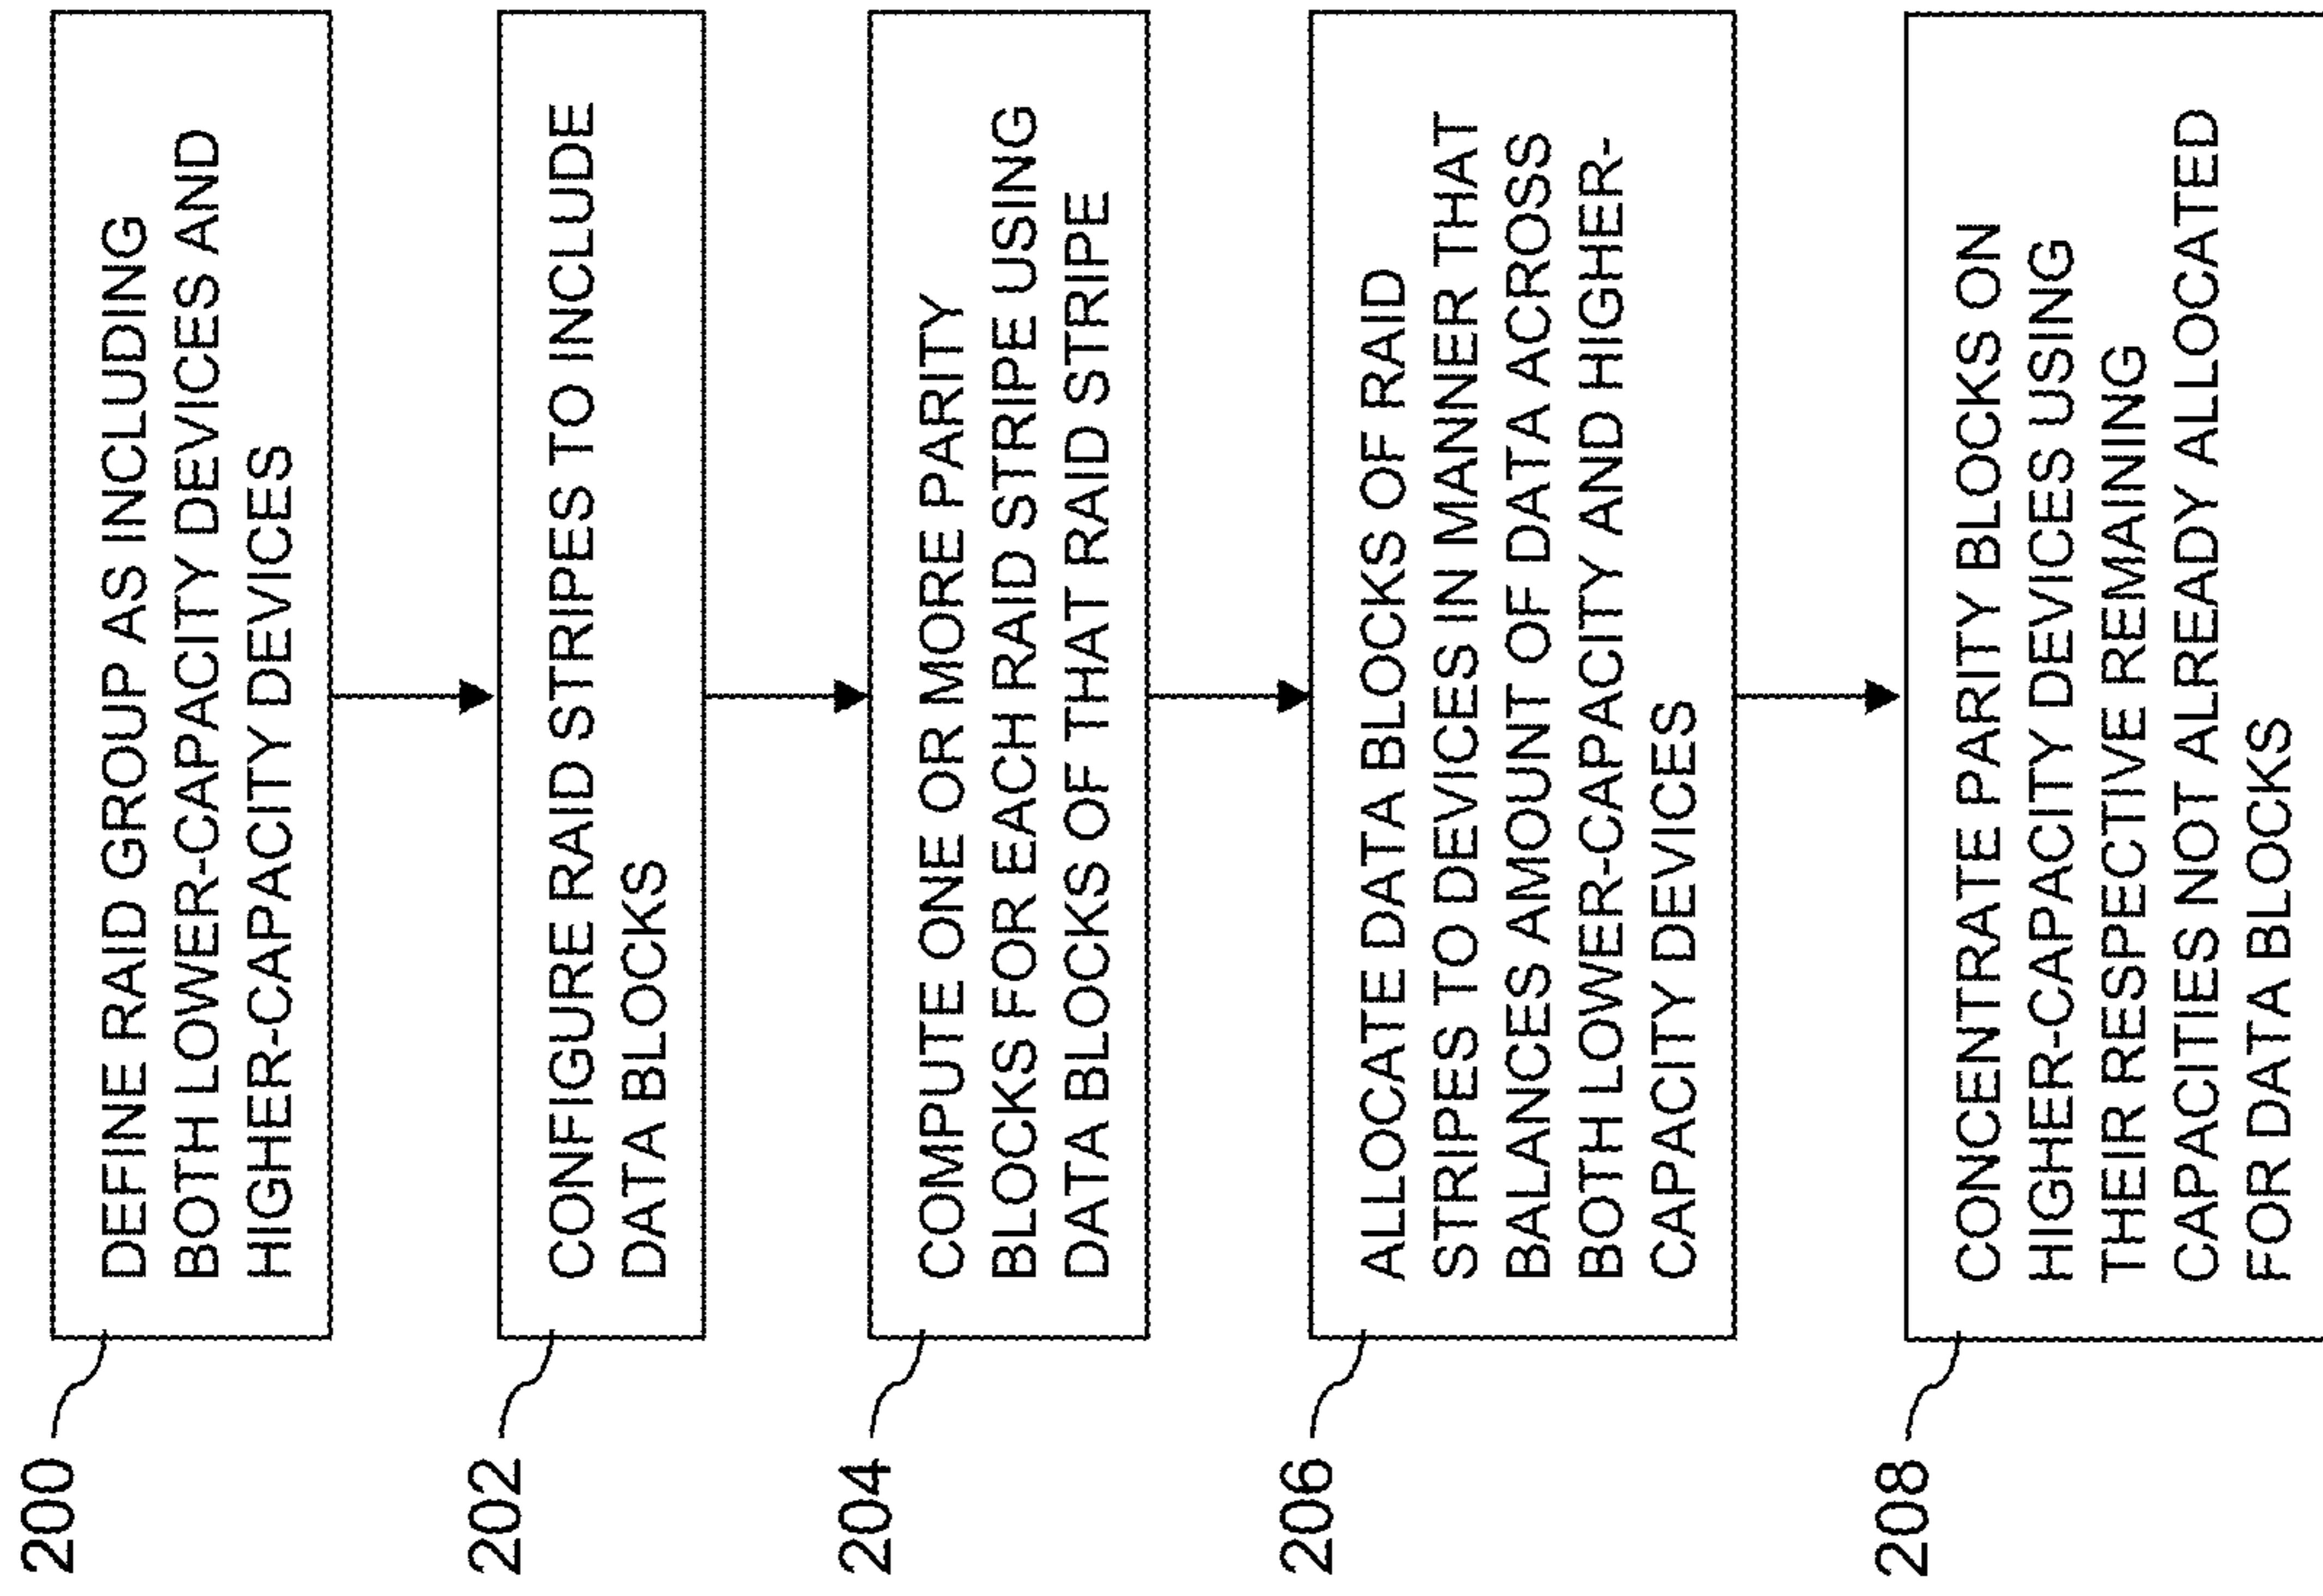 200
DEFINE RAID GROUP AS INCLUDING
BOTH LOWER-CAPACITY DEVICES AND
HIGHER-CAPACITY DEVICES
202
CONFIGURE RAID STRIPES TO INCLUDE
DATA BLOCKS
204
COMPUTE ONE OR MORE PARITY
BLOCKS FOR EACH RAID STRIPE USING
DATA BLOCKS OF THAT RAID STRIPE
206
ALLOCATE DATA BLOCKS OF RAID
STRIPES TO DEVICES IN MANNER THAT
BALANCES AMOUNT OF DATA ACROSS
BOTH LOWER-CAPACITY AND HIGHER-
CAPACITY DEVICES
208
CONCENTRATE PARITY BLOCKS ON
HIGHER-CAPACITY DEVICES USING
THEIR RESPECTIVE REMAINING
CAPACITIES NOT ALREADY ALLOCATED
FOR DATA BLOCKS